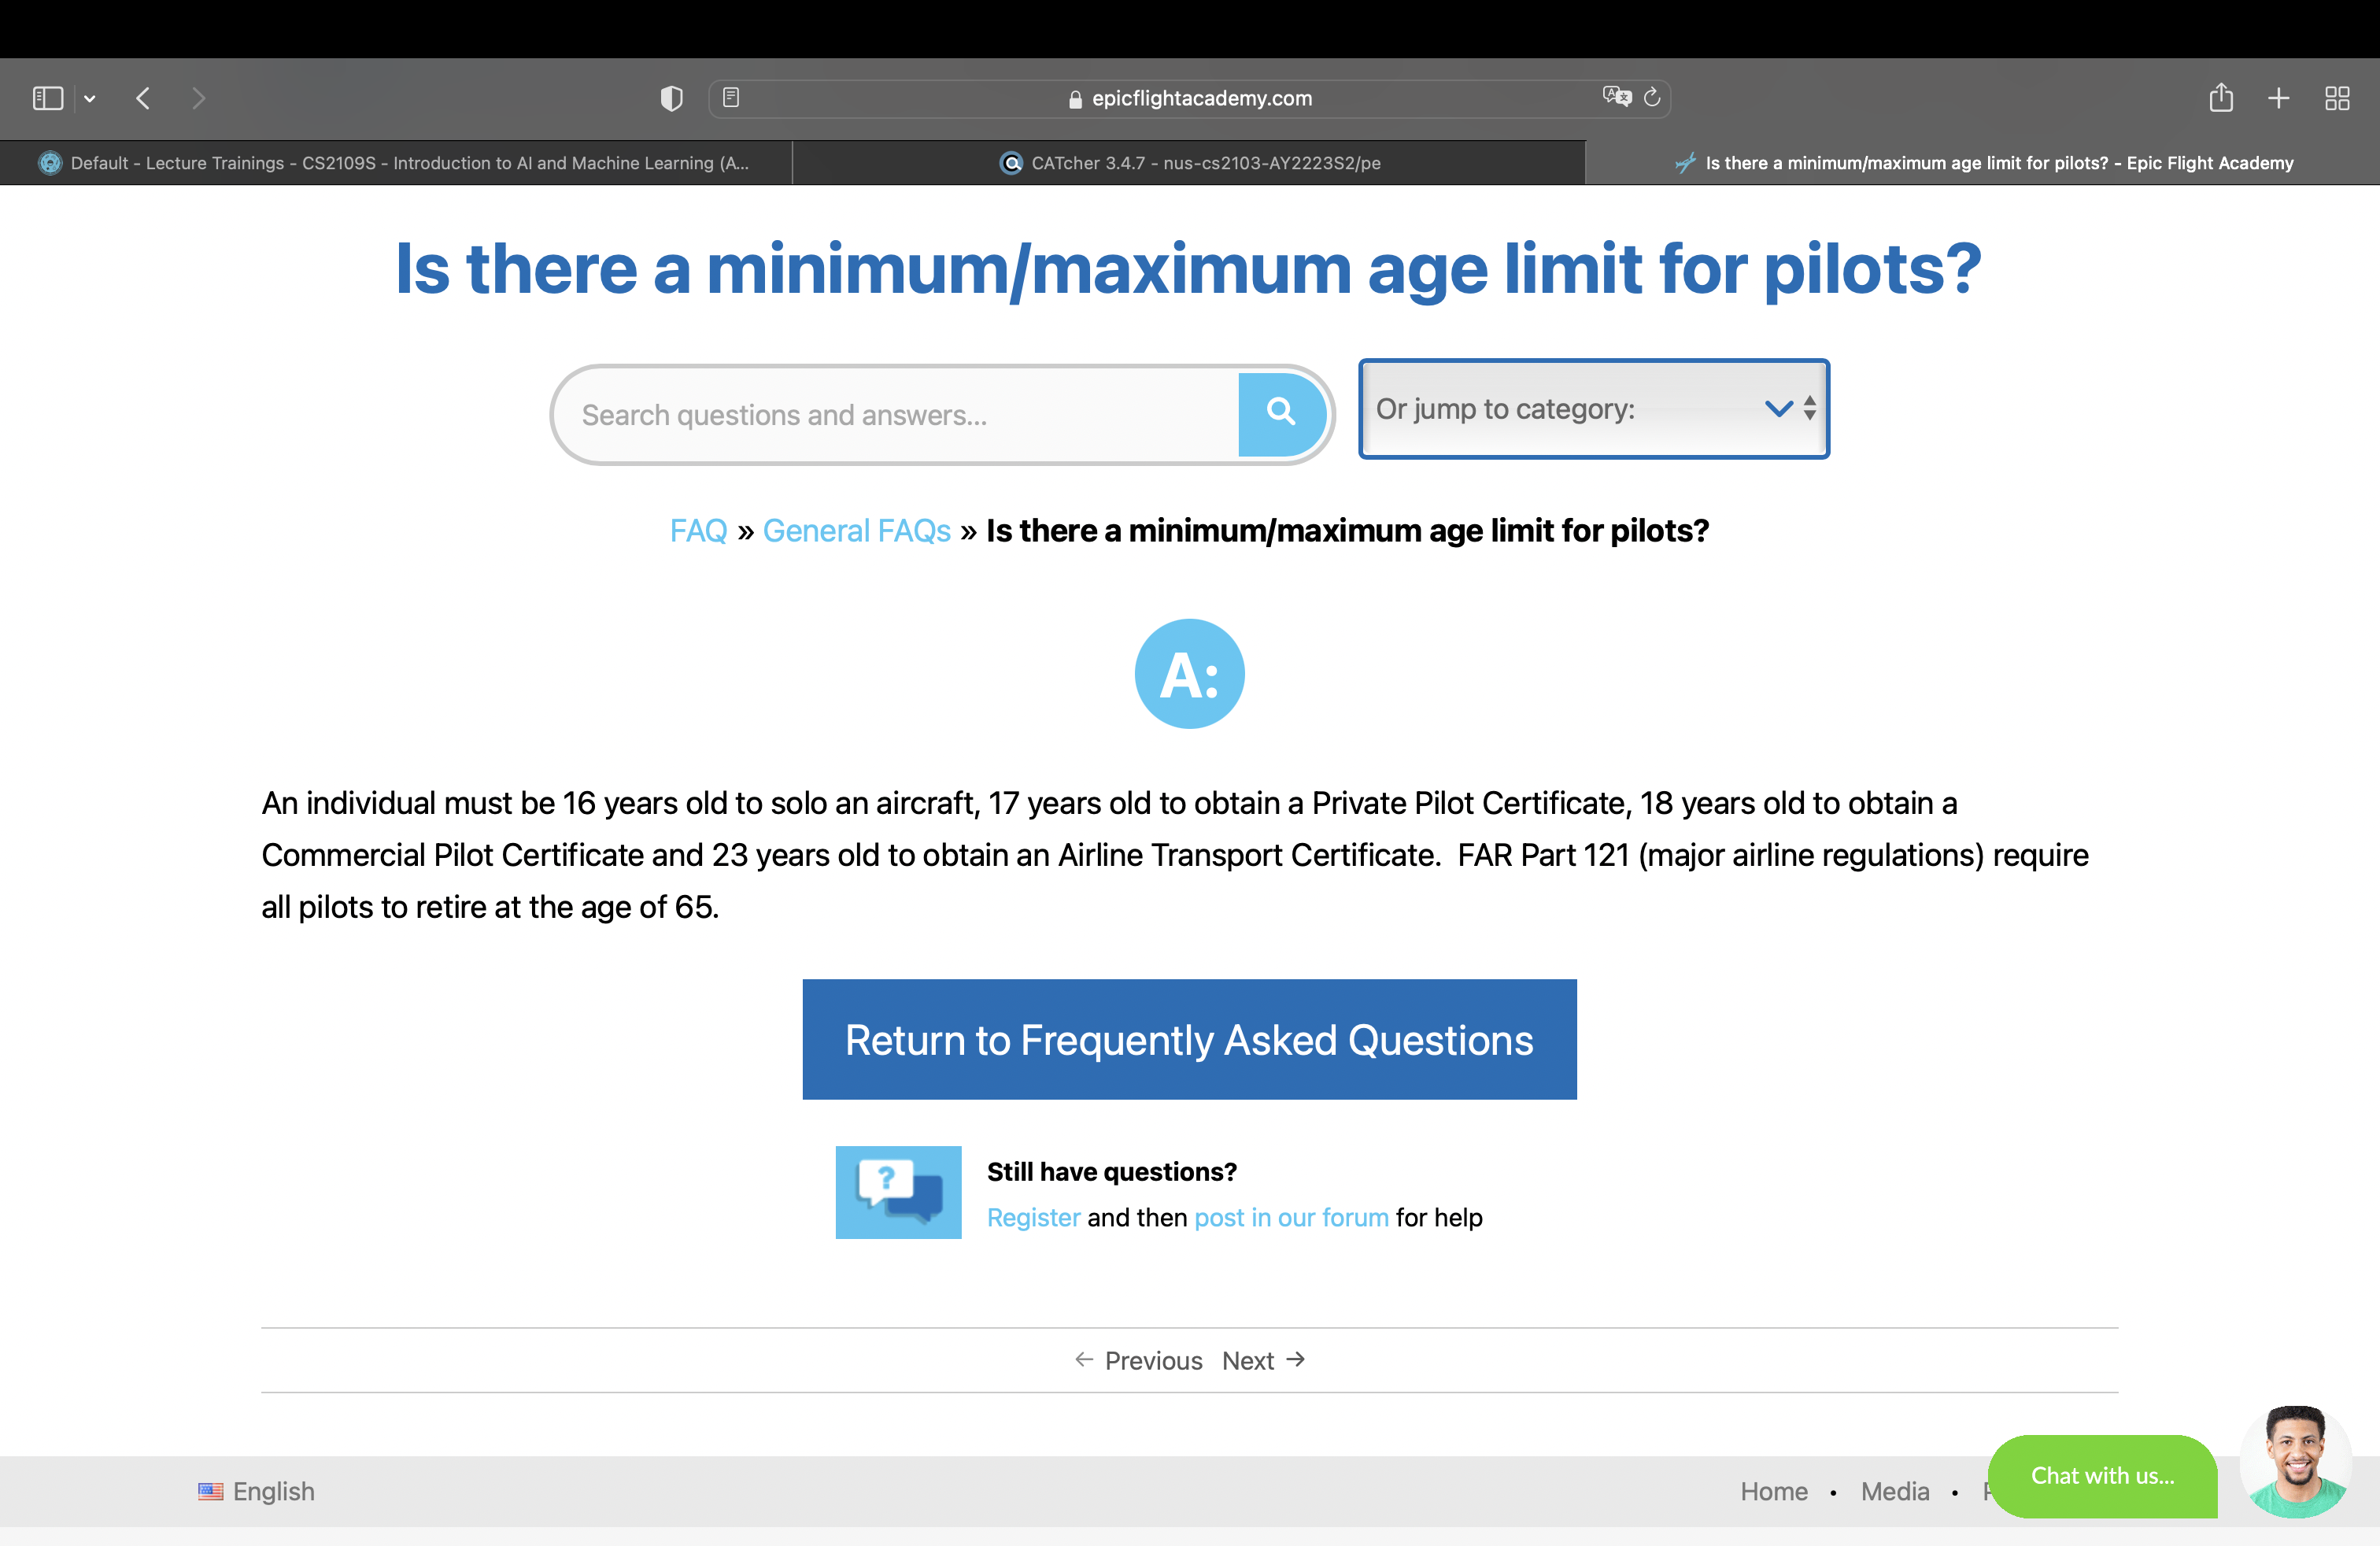 epicflightacademy.com
Default - Lecture Trainings - CS2109S - Introduction to AI and Machine Learning (A...
CATcher 3.4.7 - nus-cs2103-AY2223S2/pe
Is there a minimum/maximum age limit for pilots? - Epic Flight Academy
Is there a minimum/maximum age limit for pilots?
Search questions and answers...
Or jump to category:
FAQ » General FAQs » Is there a minimum/maximum age limit for pilots?
A:
An individual must be 16 years old to solo an aircraft, 17 years old to obtain a Private Pilot Certificate, 18 years old to obtain a
Commercial Pilot Certificate and 23 years old to obtain an Airline Transport Certificate.  FAR Part 121 (major airline regulations) require
all pilots to retire at the age of 65.
Return to Frequently Asked Questions
?
Still have questions?
Register and then post in our forum for help
← Previous Next →
English
Home • Media •
Chat with us...